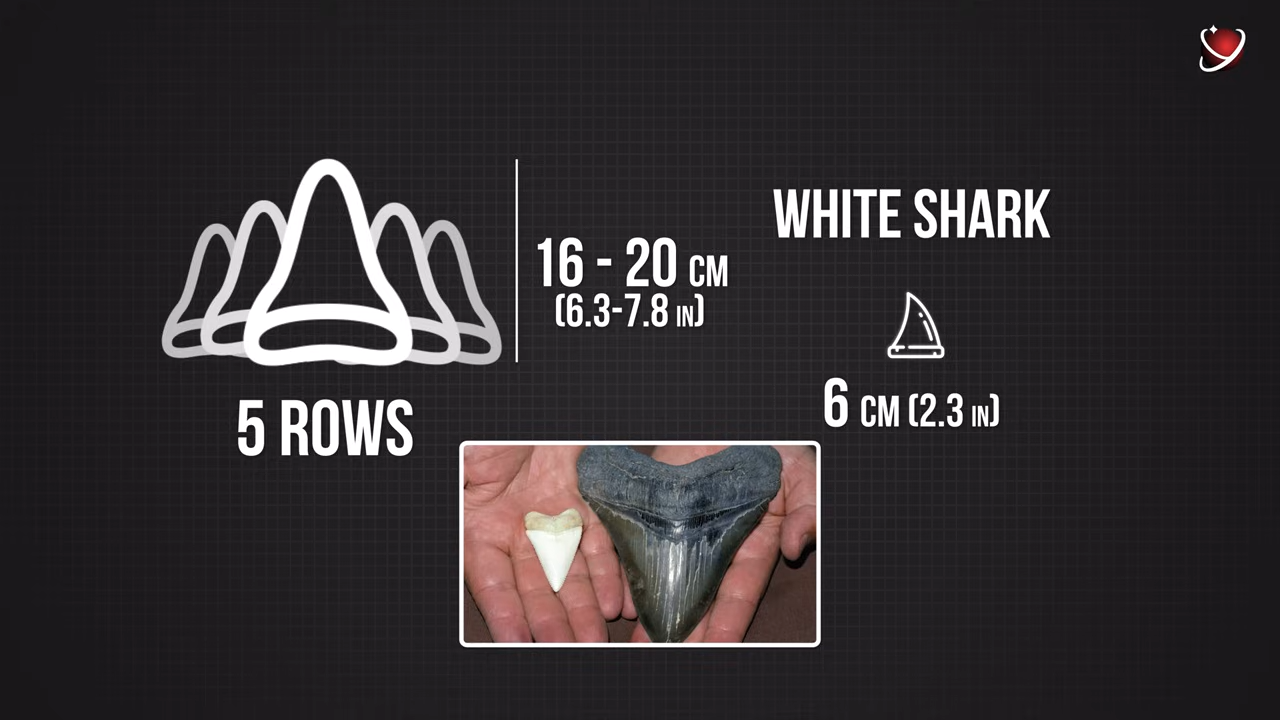 16 - 20 CM
(6.3-7.8 IN)
5 ROWS
WHITE SHARK
6 CM (2.3 IN)